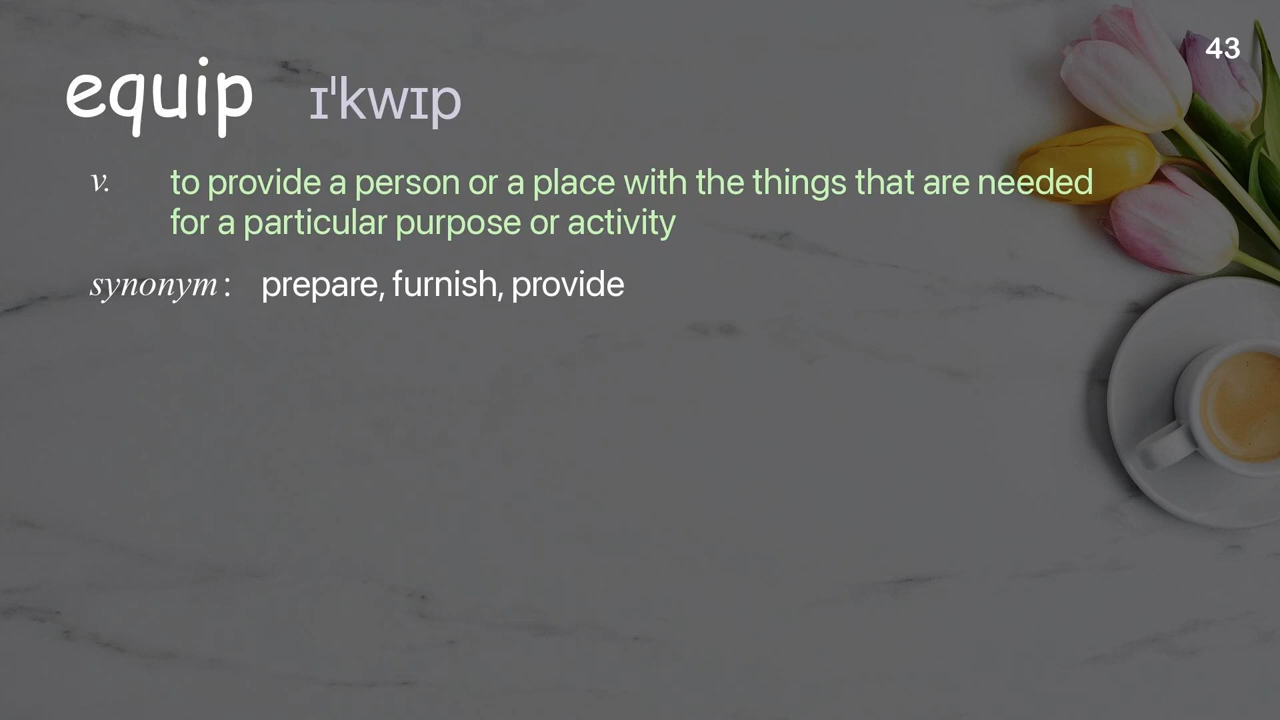 43
equip ɪˈkwɪp
v. to provide a person or a place with the things that are needed
for a particular purpose or activity
synonym: prepare, furnish, provide